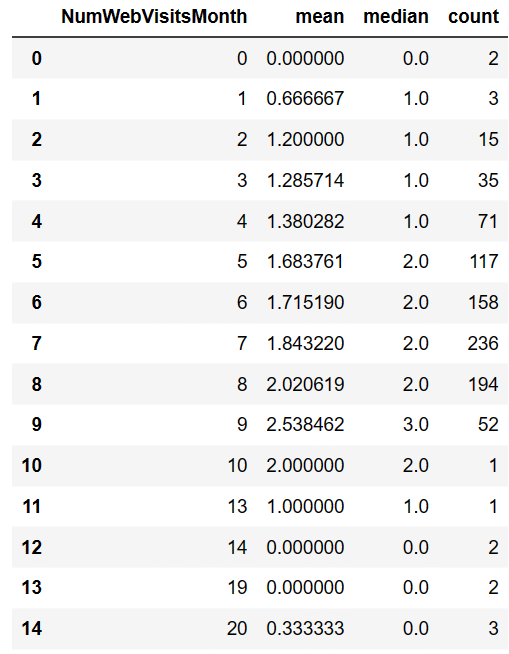 NumWebVisitsMonth mean median count
0 0 0.000000 0.0 2
1 1 0.666667 1.0 3
2 2 1.200000 1.0 15
3 3 1.285714 1.0 35
4 4 1.380282 1.0 71
5 5 1.683761 2.0 117
6 6 1.715190 2.0 158
7 7 1.843220 2.0 236
8 8 2.020619 2.0 194
9 9 2.538462 3.0 52
10 10 2.000000 2.0 1
11 13 1.000000 1.0 1
12 14 0.000000 0.0 2
13 19 0.000000 0.0 2
14 20 0.333333 0.0 3